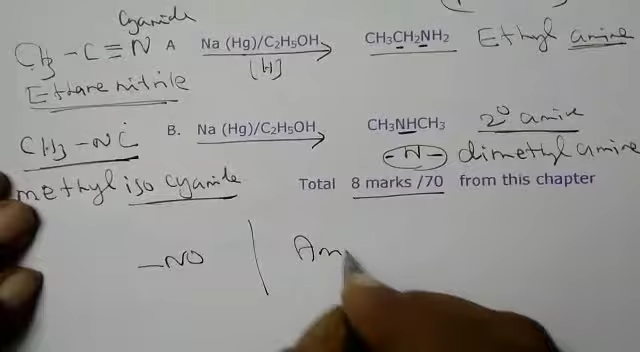 Cyanide
CH3 - C ≡ N A Na (Hg)/C2H5OH CH3CH2NH2 Ethyl amine
[H]
Ethane nitrile
CH3 - NC B. Na (Hg)/C2H5OH CH3NHCH3 2° amine
-N- dimethyl amine
methyl iso cyanide Total 8 marks /70 from this chapter
-NO Am